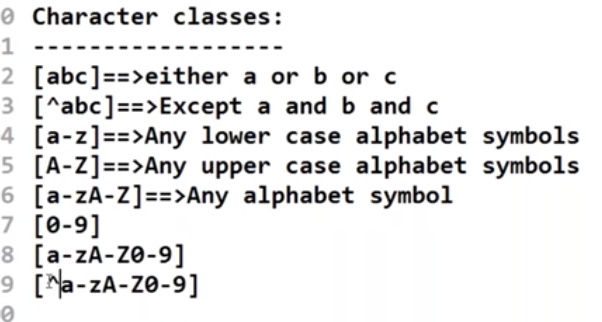 0 Character classes:
1 ------------------
2 [abc]==>either a or b or c
3 [^abc]==>Except a and b and c
4 [a-z]==>Any lower case alphabet symbols
5 [A-Z]==>Any upper case alphabet symbols
6 [a-zA-Z]==>Any alphabet symbol
7 [0-9]
8 [a-zA-Z0-9]
9 [^a-zA-Z0-9]
0